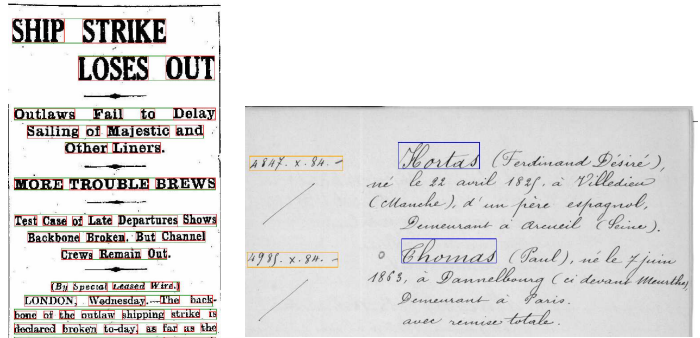 SHIP STRIKE
LOSES OUT
Outlaws Fail to Delay
Sailing of Majestic and
Other Liners.
MORE TROUBLE BREWS
Test Case of Late Departures Shows
Backbone Broken, But Channel
Crews Remain Out.
(By Special Leased Wire.)
LONDON, Wednesday.—The back-
bone of the outlaw shipping strike is
declared broken to-day, as far as the
4847. x. 84. - Hortas (Ferdinand Désiré),
né le 22 avril 1825, à Villedieu
(Manche), d'un père espagnol,
Demeurant à Arcueil (Seine).
4985. x. 84. - Thomas (Paul), né le 7 juin
1863, à Dannelbourg (ci devant Meurthe)
Demeurant à Paris.
avec remise totale.